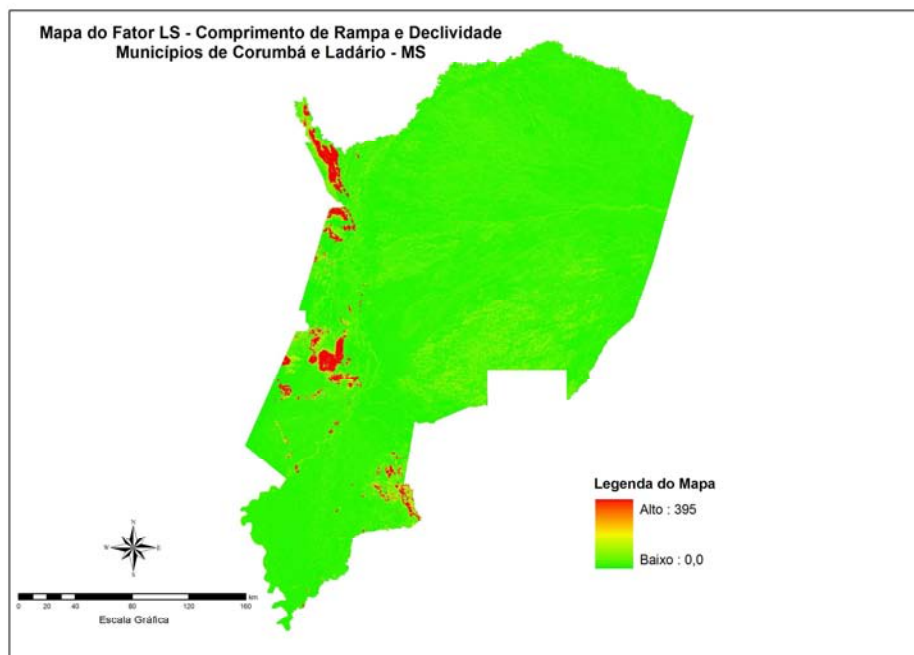 Mapa do Fator LS - Comprimento de Rampa e Declividade
Municípios de Corumbá e Ladário - MS
Legenda do Mapa
Alto : 395
Baixo : 0,0
N
W E
S
km
0 20 40 80 120 160
Escala Gráfica